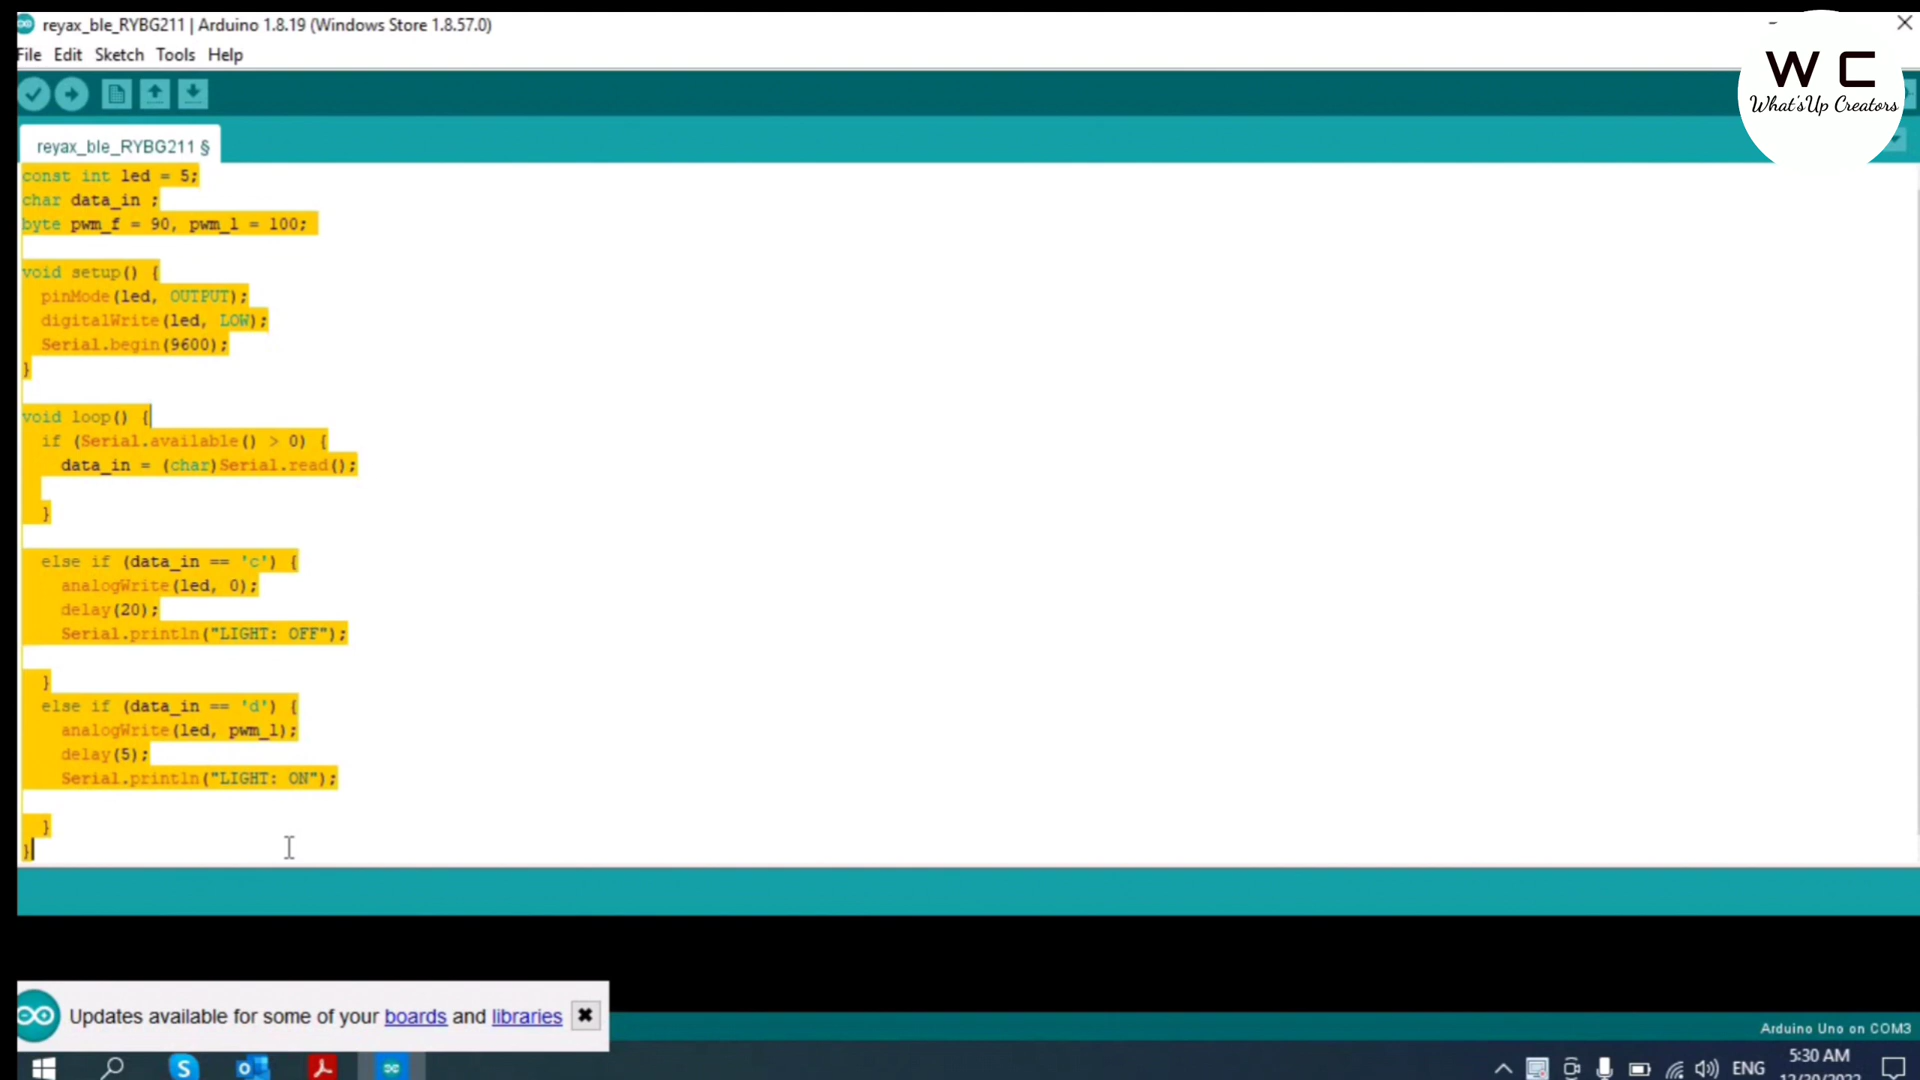 reyax_ble_RYBG211 | Arduino 1.8.19 (Windows Store 1.8.57.0)
File Edit Sketch Tools Help
W C
What'sUp Creators
reyax_ble_RYBG211 §
const int led = 5;
char data_in ;
byte pwm_f = 90, pwm_l = 100;
void setup() {
pinMode(led, OUTPUT);
digitalWrite(led, LOW);
Serial.begin(9600);
}
void loop() {
if (Serial.available() > 0) {
data_in = (char)Serial.read();
}
else if (data_in == 'c') {
analogWrite(led, 0);
delay(20);
Serial.println("LIGHT: OFF");
}
else if (data_in == 'd') {
analogWrite(led, pwm_l);
delay(5);
Serial.println("LIGHT: ON");
}
}
Updates available for some of your boards and libraries
Arduino Uno on COM3
ENG
5:30 AM